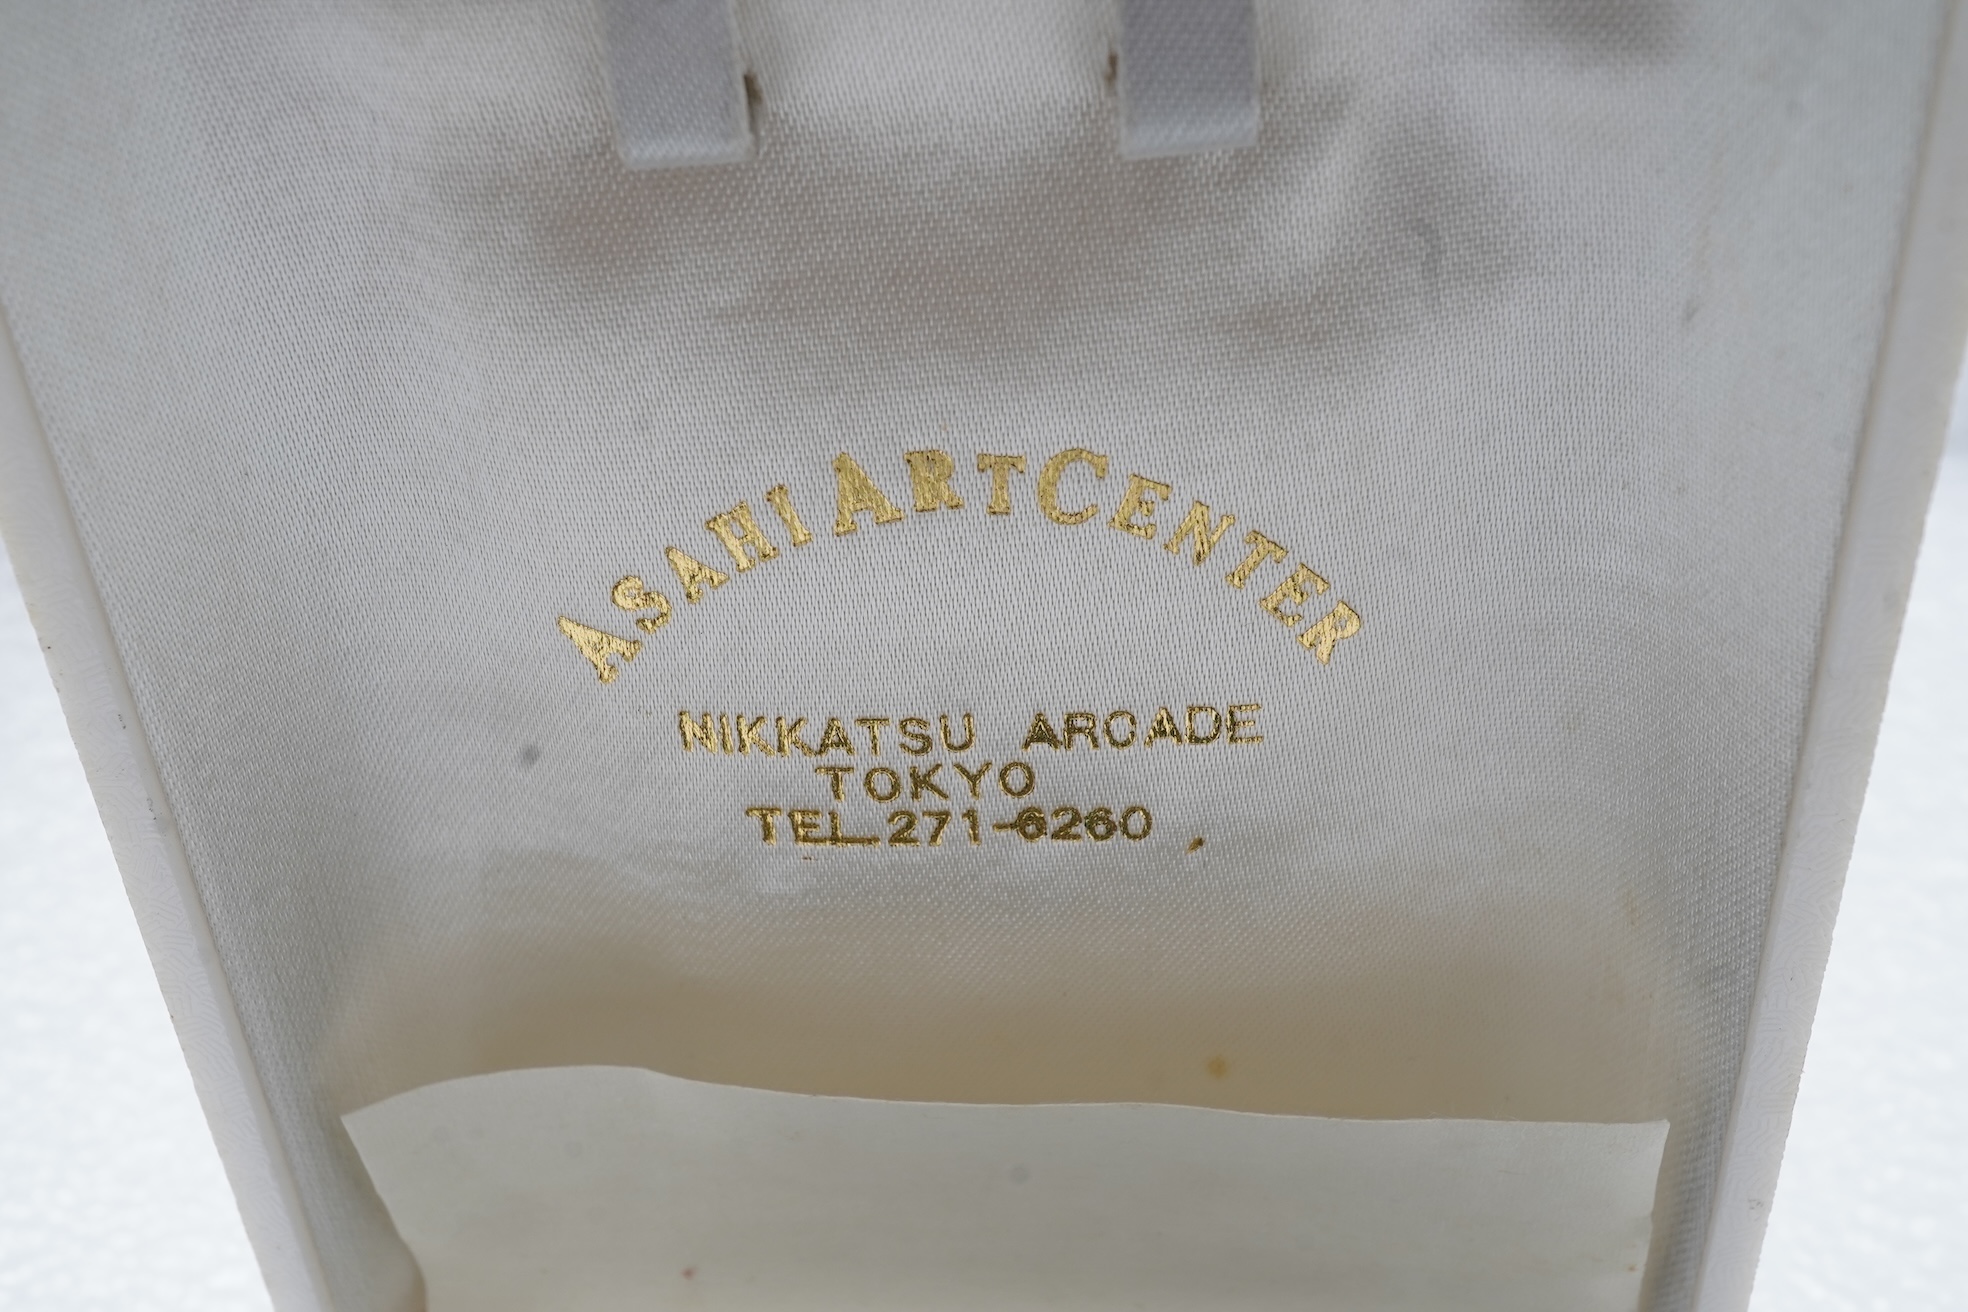 ASAHI ART CENTER
NIKKATSU ARCADE
TOKYO
TEL.271-6260